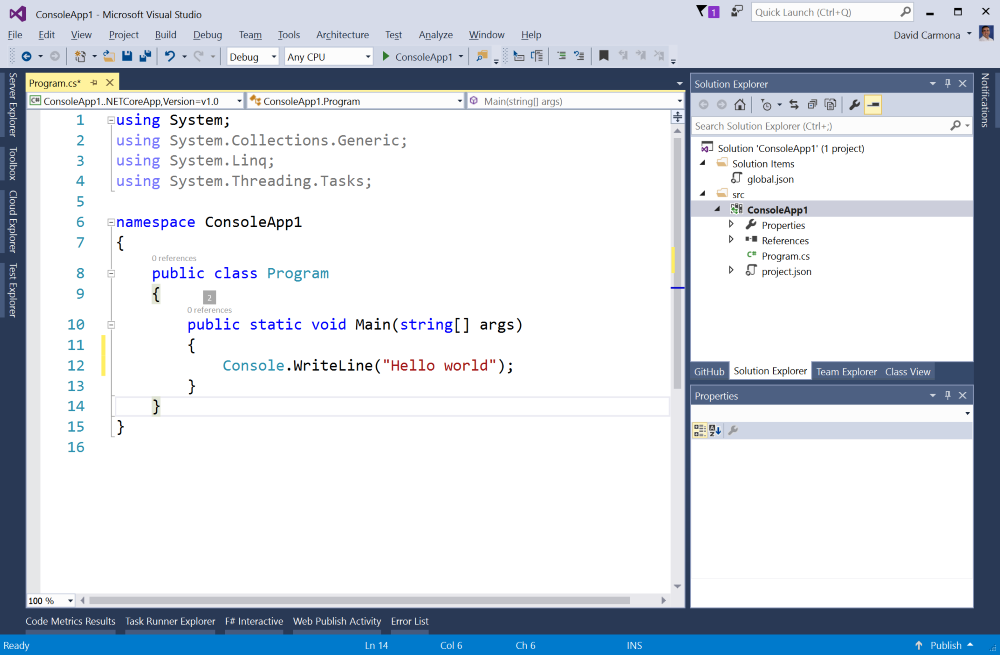 ConsoleApp1 - Microsoft Visual Studio
1
Quick Launch (Ctrl+Q)
File Edit View Project Build Debug Team Tools Architecture Test Analyze Window Help
David Carmona
Debug
Any CPU
ConsoleApp1
Server Explorer
Toolbox
Cloud Explorer
Test Explorer
Program.cs*
ConsoleApp1..NETCoreApp,Version=v1.0
ConsoleApp1.Program
Main(string[] args)
1 using System;
2 using System.Collections.Generic;
3 using System.Linq;
4 using System.Threading.Tasks;
5
6 namespace ConsoleApp1
7 {
0 references
8 public class Program
9 {
2
0 references
10 public static void Main(string[] args)
11 {
12 Console.WriteLine("Hello world");
13 }
14 }
15 }
16
100 %
Solution Explorer
Search Solution Explorer (Ctrl+;)
Solution 'ConsoleApp1' (1 project)
Solution Items
global.json
src
ConsoleApp1
Properties
References
C# Program.cs
project.json
GitHub Solution Explorer Team Explorer Class View
Properties
Notifications
Code Metrics Results Task Runner Explorer F# Interactive Web Publish Activity Error List
Ready Ln 14 Col 6 Ch 6 INS Publish